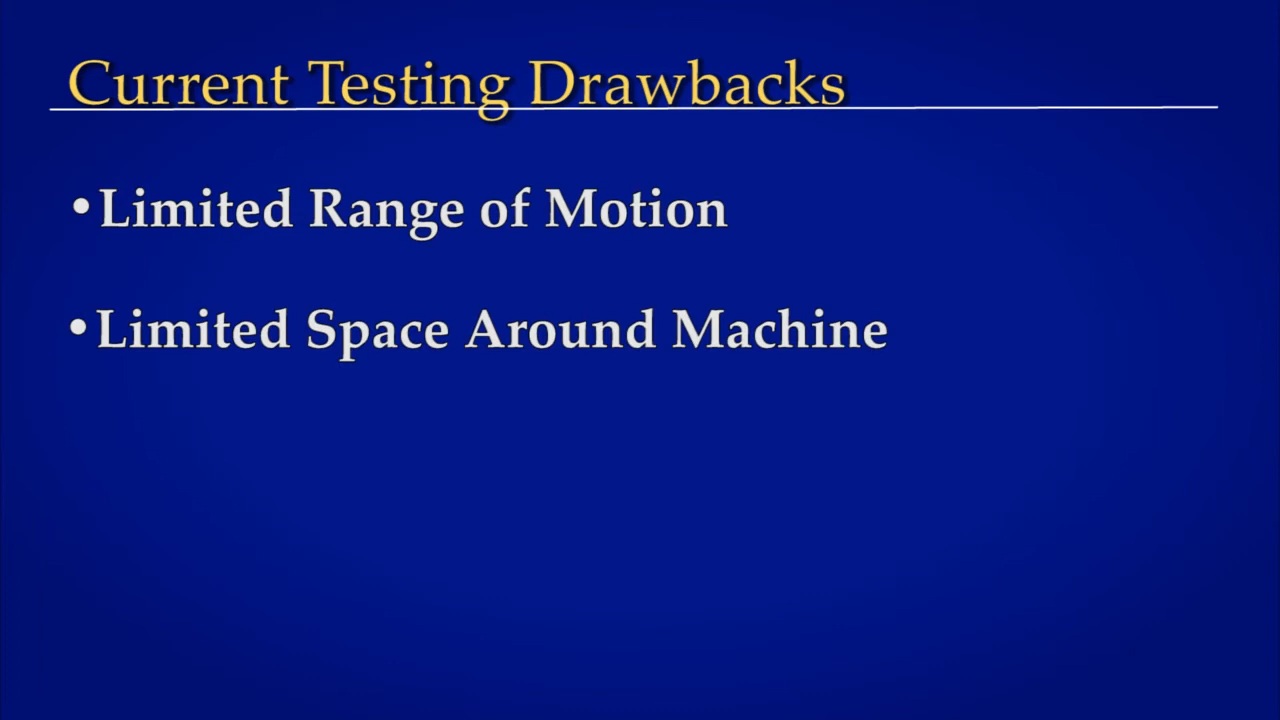 Current Testing Drawbacks
•Limited Range of Motion
•Limited Space Around Machine